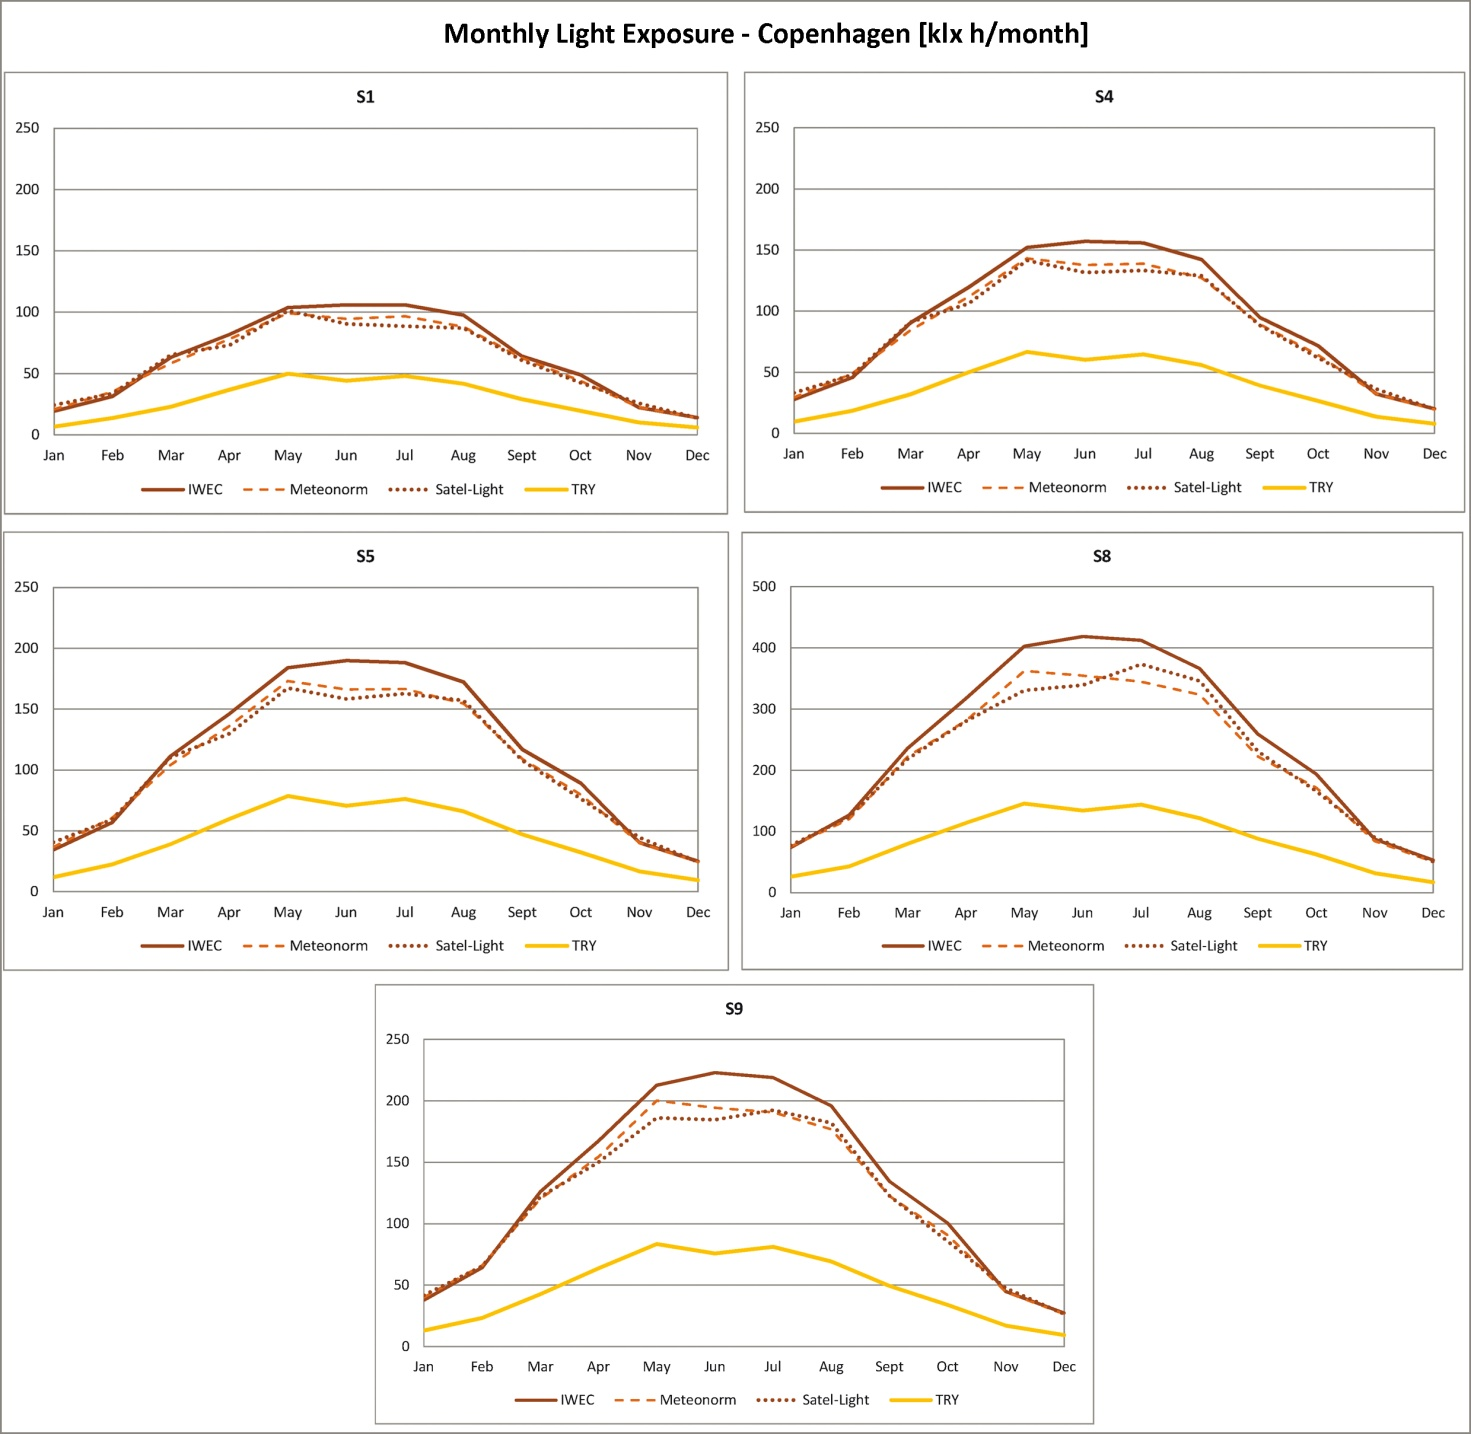 Monthly Light Exposure - Copenhagen [klx h/month]
S1
250
200
150
100
50
0
Jan Feb Mar Apr May Jun Jul Aug Sept Oct Nov Dec
IWEC Meteonorm Satel-Light TRY
S4
250
200
150
100
50
0
Jan Feb Mar Apr May Jun Jul Aug Sept Oct Nov Dec
IWEC Meteonorm Satel-Light TRY
S5
250
200
150
100
50
0
Jan Feb Mar Apr May Jun Jul Aug Sept Oct Nov Dec
IWEC Meteonorm Satel-Light TRY
S8
500
400
300
200
100
0
Jan Feb Mar Apr May Jun Jul Aug Sept Oct Nov Dec
IWEC Meteonorm Satel-Light TRY
S9
250
200
150
100
50
0
Jan Feb Mar Apr May Jun Jul Aug Sept Oct Nov Dec
IWEC Meteonorm Satel-Light TRY